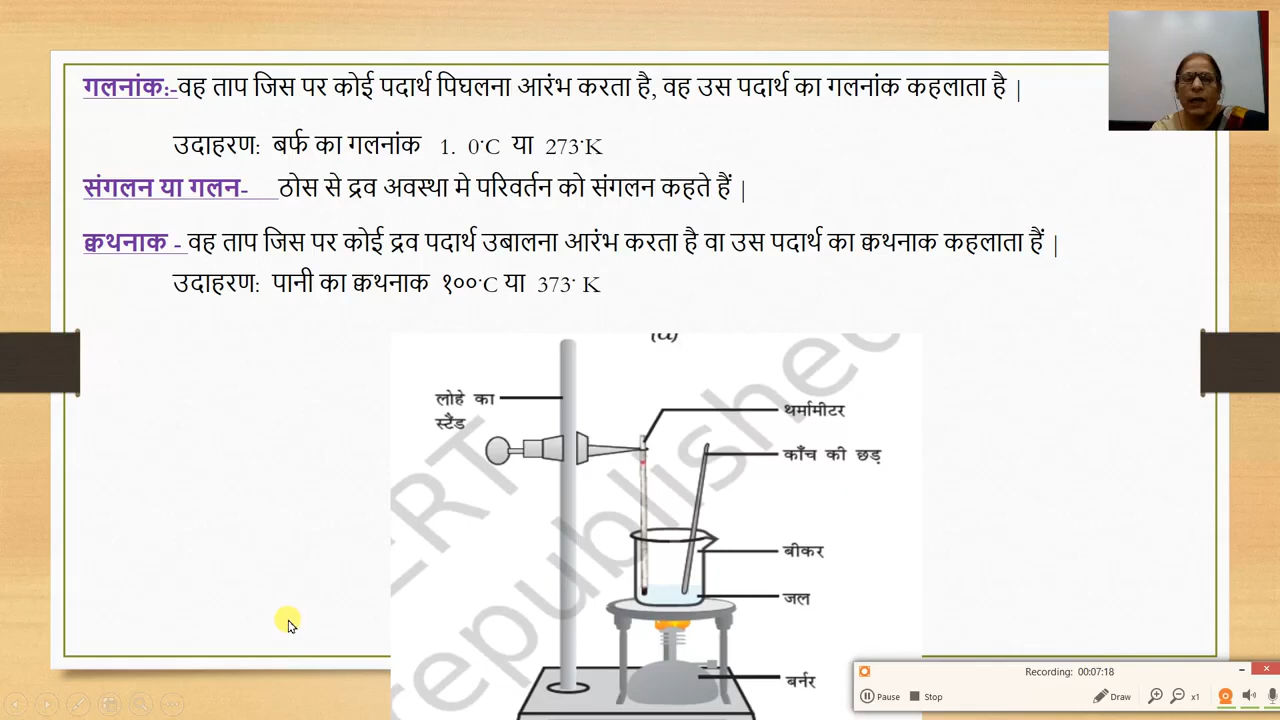 गलनांक:-वह ताप जिस पर कोई पदार्थ पिघलना आरंभ करता है, वह उस पदार्थ का गलनांक कहलाता है |
उदाहरण: बर्फ का गलनांक 1. 0˚C या 273˚K
संगलन या गलन- ठोस से द्रव अवस्था मे परिवर्तन को संगलन कहते हैं |
क्वथनाक - वह ताप जिस पर कोई द्रव पदार्थ उबालना आरंभ करता है वा उस पदार्थ का क्वथनाक कहलाता हैं |
उदाहरण: पानी का क्वथनाक १००˚C या 373˚ K
लोहे का
स्टैंड
थर्मामीटर
काँच की छड़
बीकर
जल
बर्नर
republished
Recording: 00:07:18
Pause Stop Draw x1